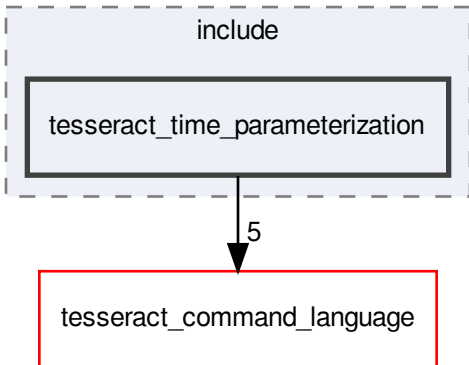 include
tesseract_time_parameterization
5
tesseract_command_language